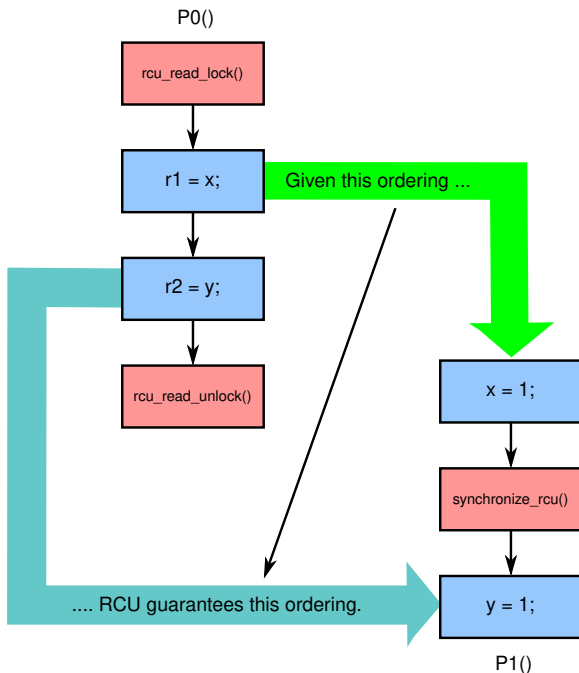 P0()
rcu_read_lock()
r1 = x;
Given this ordering ...
r2 = y;
rcu_read_unlock()
x = 1;
synchronize_rcu()
.... RCU guarantees this ordering.
y = 1;
P1()